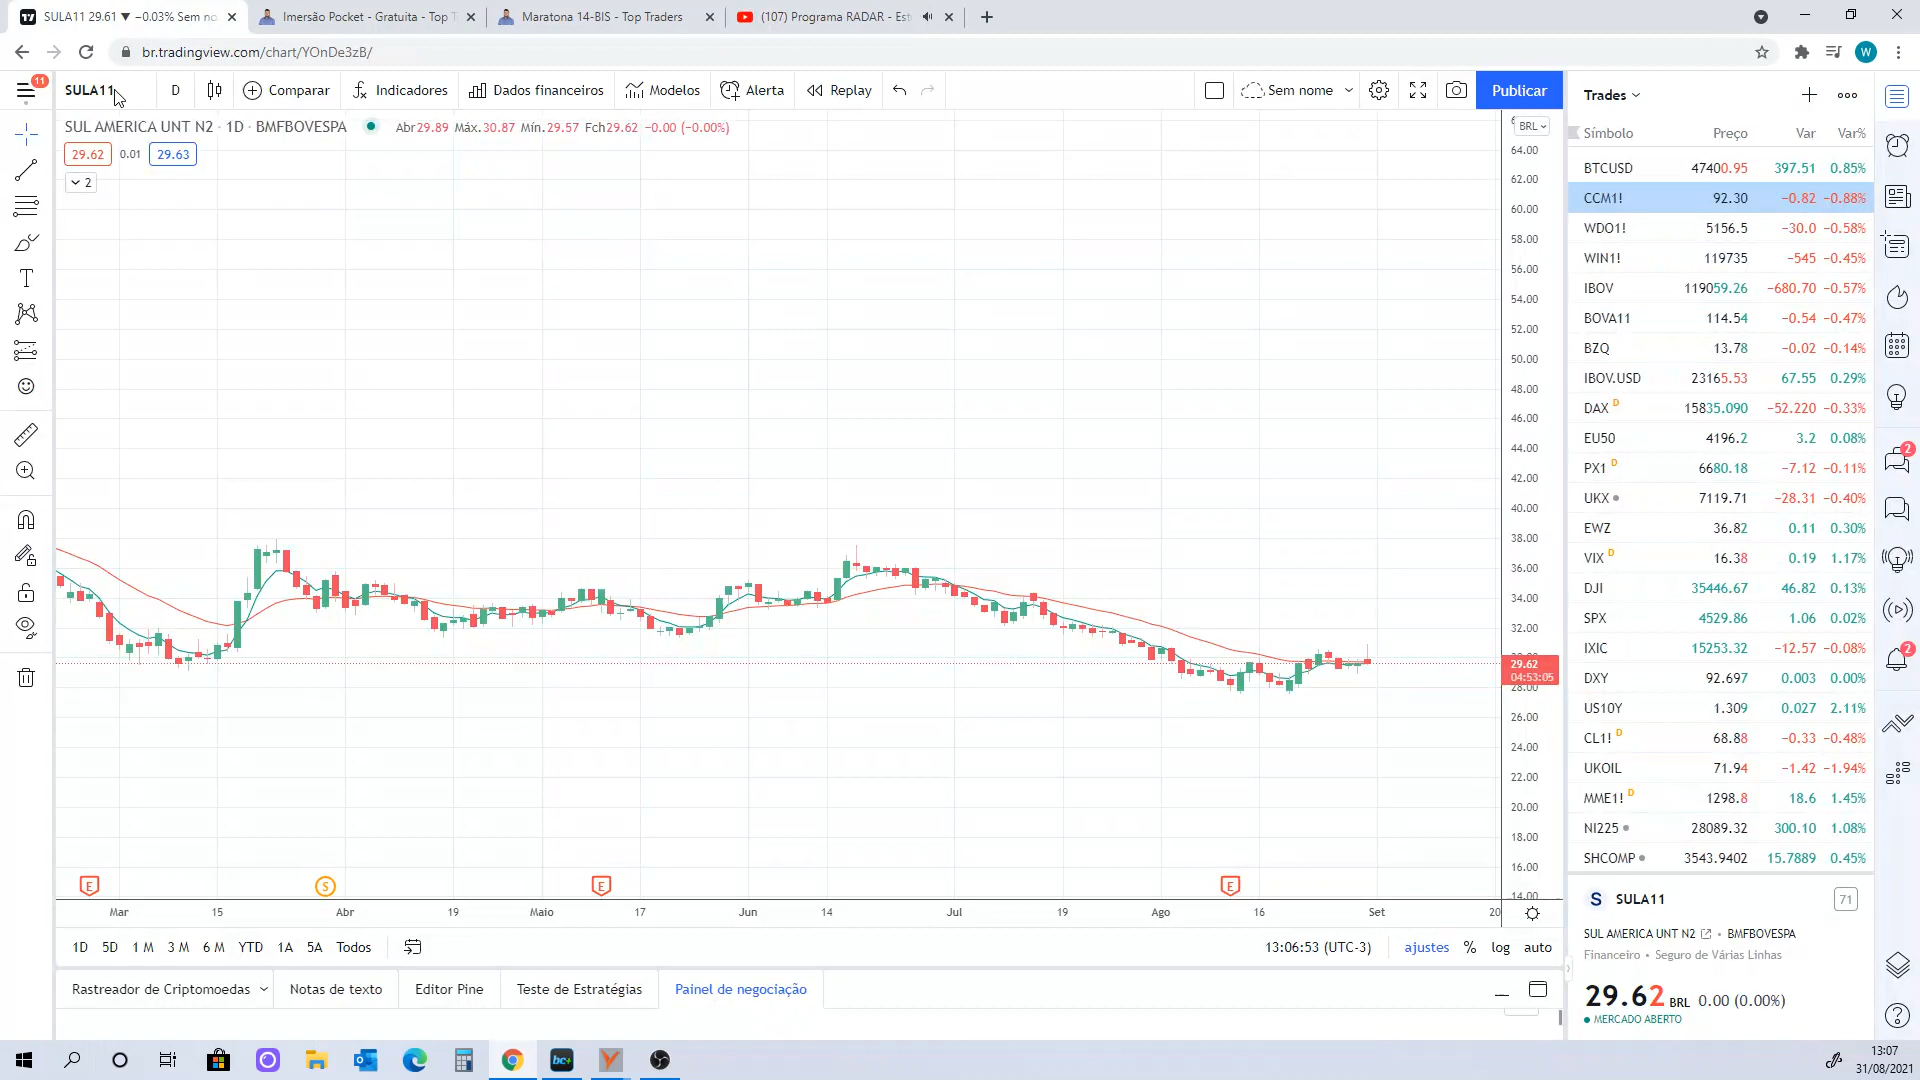 SULA11 29.61 ▼ −0.03% Sem no
Imersão Pocket - Gratuita - Top T
Maratona 14-BIS - Top Traders
(107) Programa RADAR - Est
br.tradingview.com/chart/YOnDe3zB/
W
11
SULA11
D
Comparar
Indicadores
Dados financeiros
Modelos
Alerta
Replay
Sem nome
Publicar
SUL AMERICA UNT N2 · 1D · BMFBOVESPA
Abr29.89 Máx.30.87 Mín.29.57 Fch29.62 −0.00 (−0.00%)
29.62 0.01 29.63
2
BRL
64.00
62.00
60.00
58.00
56.00
54.00
52.00
50.00
48.00
46.00
44.00
42.00
40.00
38.00
36.00
34.00
32.00
29.62
04:53:05
28.00
26.00
24.00
22.00
20.00
18.00
16.00
14.00
E S E E
Mar 15 Abr 19 Maio 17 Jun 14 Jul 19 Ago 16 Set 20
1D 5D 1 M 3 M 6 M YTD 1A 5A Todos
13:06:53 (UTC-3) ajustes % log auto
Rastreador de Criptomoedas Notas de texto Editor Pine Teste de Estratégias Painel de negociação
Trades
Símbolo Preço Var Var%
BTCUSD 47400.95 397.51 0.85%
CCM1! 92.30 −0.82 −0.88%
WDO1! 5156.5 −30.0 −0.58%
WIN1! 119735 −545 −0.45%
IBOV 119059.26 −680.70 −0.57%
BOVA11 114.54 −0.54 −0.47%
BZQ 13.78 −0.02 −0.14%
IBOV.USD 23165.53 67.55 0.29%
DAX D 15835.090 −52.220 −0.33%
EU50 4196.2 3.2 0.08%
PX1 D 6680.18 −7.12 −0.11%
UKX 7119.71 −28.31 −0.40%
EWZ 36.82 0.11 0.30%
VIX D 16.38 0.19 1.17%
DJI 35446.67 46.82 0.13%
SPX 4529.86 1.06 0.02%
IXIC 15253.32 −12.57 −0.08%
DXY 92.697 0.003 0.00%
US10Y 1.309 0.027 2.11%
CL1! D 68.88 −0.33 −0.48%
UKOIL 71.94 −1.42 −1.94%
MME1! D 1298.8 18.6 1.45%
NI225 28089.32 300.10 1.08%
SHCOMP 3543.9402 15.7889 0.45%
S SULA11 71
SUL AMERICA UNT N2 • BMFBOVESPA
Financeiro • Seguro de Várias Linhas
29.62 BRL 0.00 (0.00%)
MERCADO ABERTO
2
2
bc+
13:07
31/08/2021